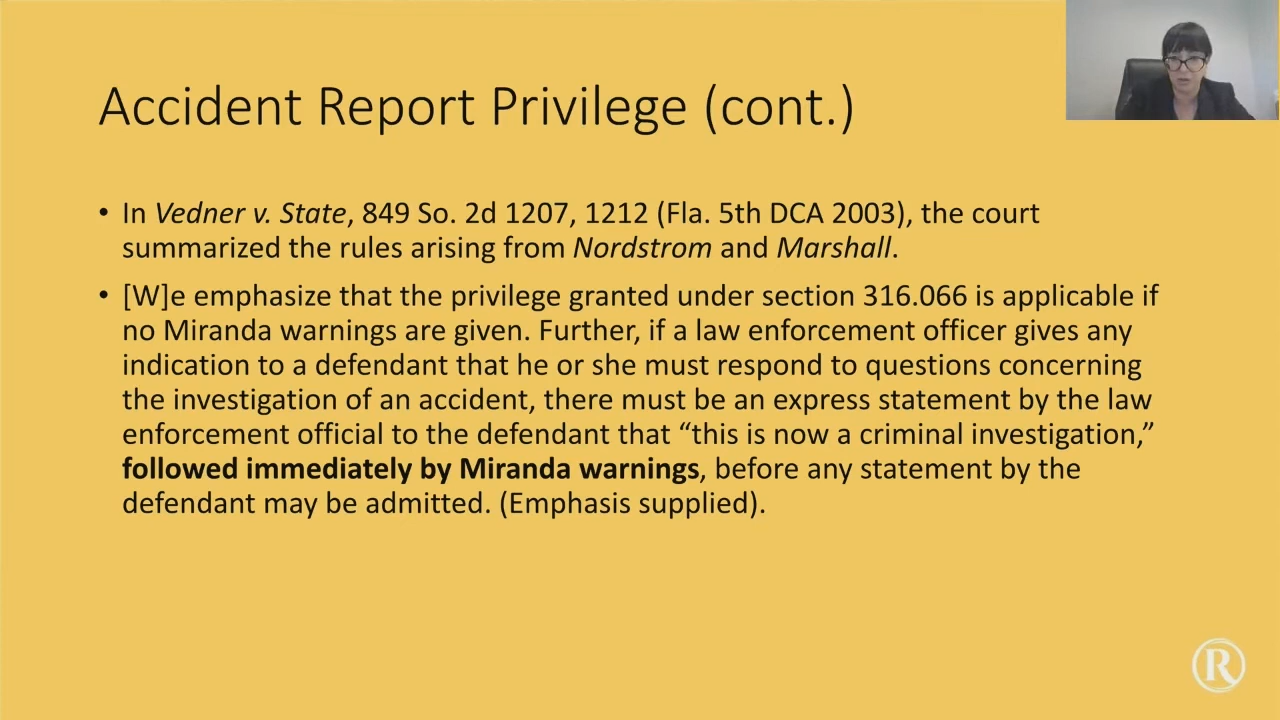 Accident Report Privilege (cont.)
• In Vedner v. State, 849 So. 2d 1207, 1212 (Fla. 5th DCA 2003), the court
summarized the rules arising from Nordstrom and Marshall.
• [W]e emphasize that the privilege granted under section 316.066 is applicable if
no Miranda warnings are given. Further, if a law enforcement officer gives any
indication to a defendant that he or she must respond to questions concerning
the investigation of an accident, there must be an express statement by the law
enforcement official to the defendant that “this is now a criminal investigation,”
followed immediately by Miranda warnings, before any statement by the
defendant may be admitted. (Emphasis supplied).
R